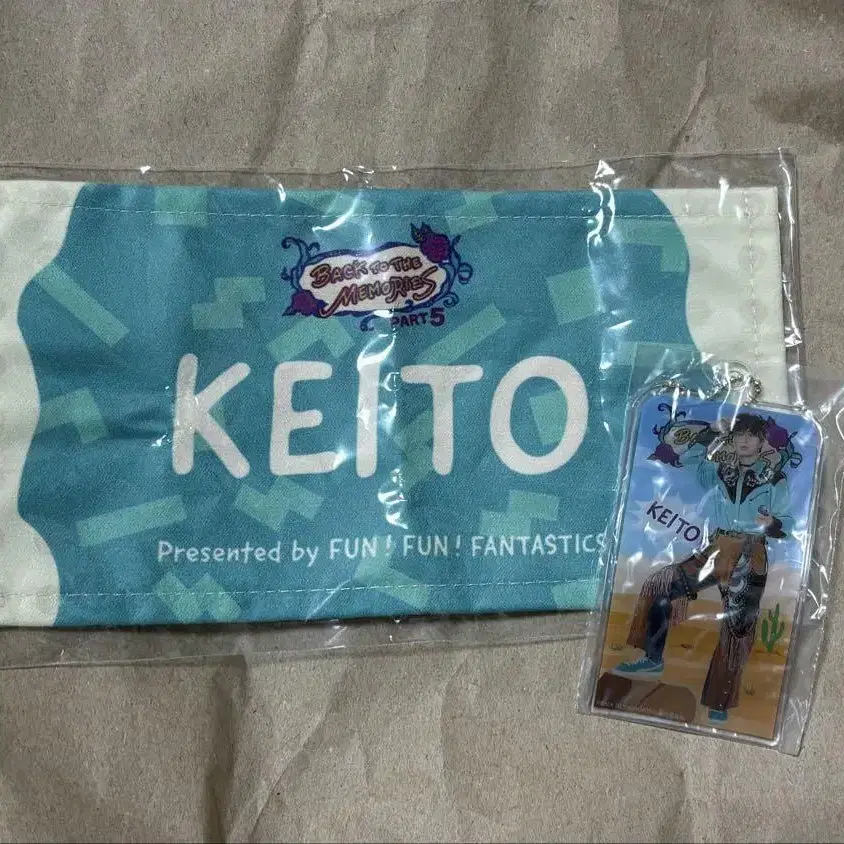 BACK TO THE
MEMORIES
PART 5
KEITO
Presented by FUN! FUN! FANTASTICS
KEITO